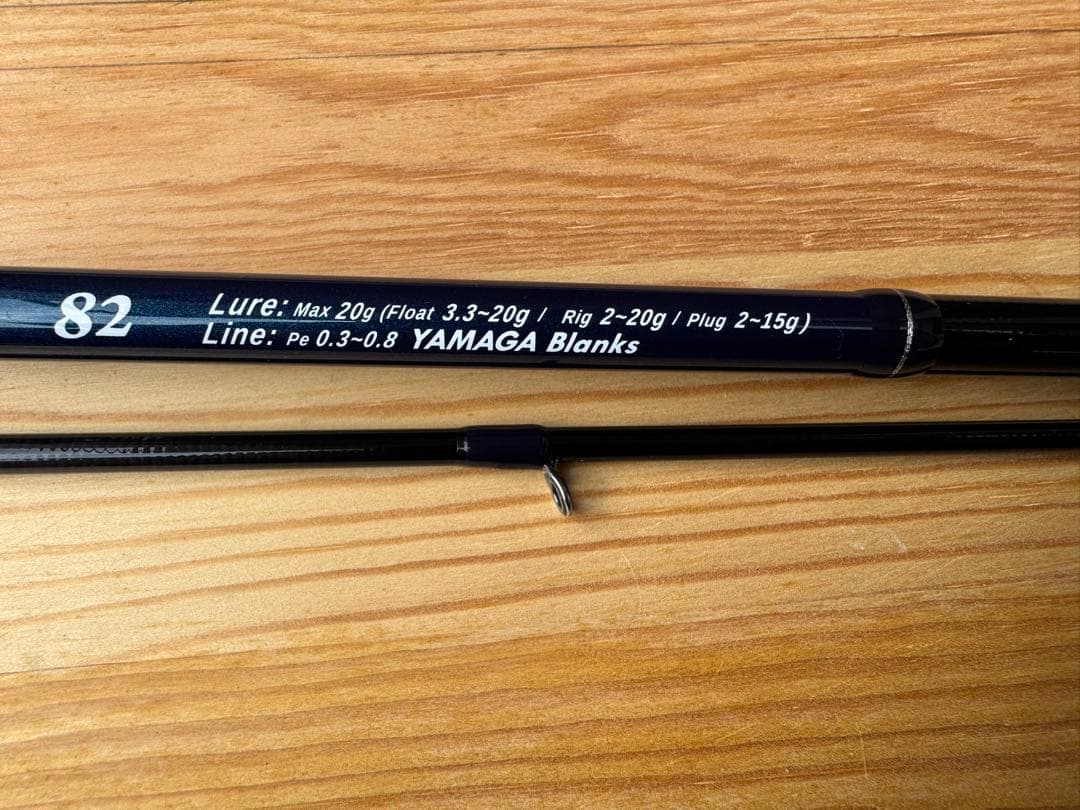 82
Lure: Max 20g (Float 3.3~20g / Rig 2~20g / Plug 2~15g)
Line: Pe 0.3~0.8 YAMAGA Blanks